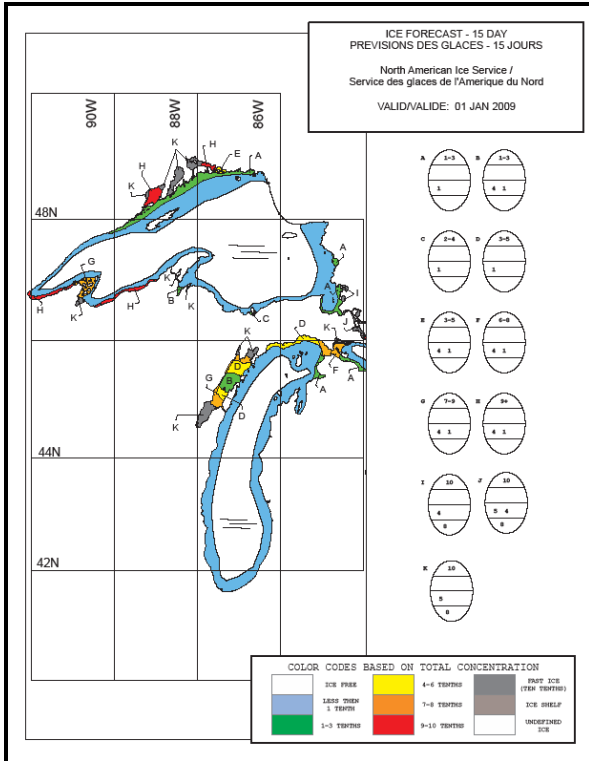 ICE FORECAST - 15 DAY
PREVISIONS DES GLACES - 15 JOURS
North American Ice Service /
Service des glaces de l'Amerique du Nord
VALID/VALIDE: 01 JAN 2009
90W
88W
86W
K
H
E
A
H
K
48N
G
K
B
K
A
A
I
J
H
K
H
C
D
K
K
D
B
G
D
F
A
A
K
44N
42N
A 1-3
1
B 1-3
4 1
C 2-4
1
D 3-5
1
E 3-5
4 1
F 6-8
4 1
G 7-9
4 1
H 9+
4 1
I 10
4
8
J 10
5 4
8
K 10
5
8
COLOR CODES BASED ON TOTAL CONCENTRATION
ICE FREE
LESS THEN
1 TENTH
1-3 TENTHS
4-6 TENTHS
7-8 TENTHS
9-10 TENTHS
FAST ICE
(TEN TENTHS)
ICE SHELF
UNDEFINED
ICE